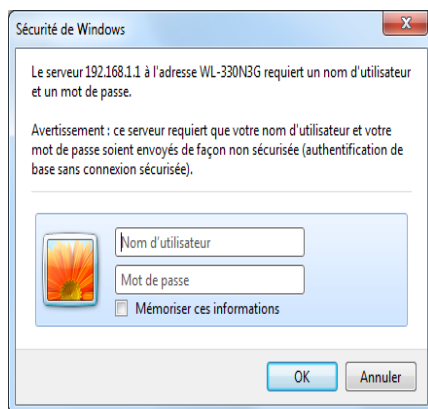 Sécurité de Windows
X
Le serveur 192.168.1.1 à l'adresse WL-330N3G requiert un nom d'utilisateur
et un mot de passe.
Avertissement : ce serveur requiert que votre nom d'utilisateur et votre
mot de passe soient envoyés de façon non sécurisée (authentification de
base sans connexion sécurisée).
Nom d'utilisateur
Mot de passe
Mémoriser ces informations
OK
Annuler